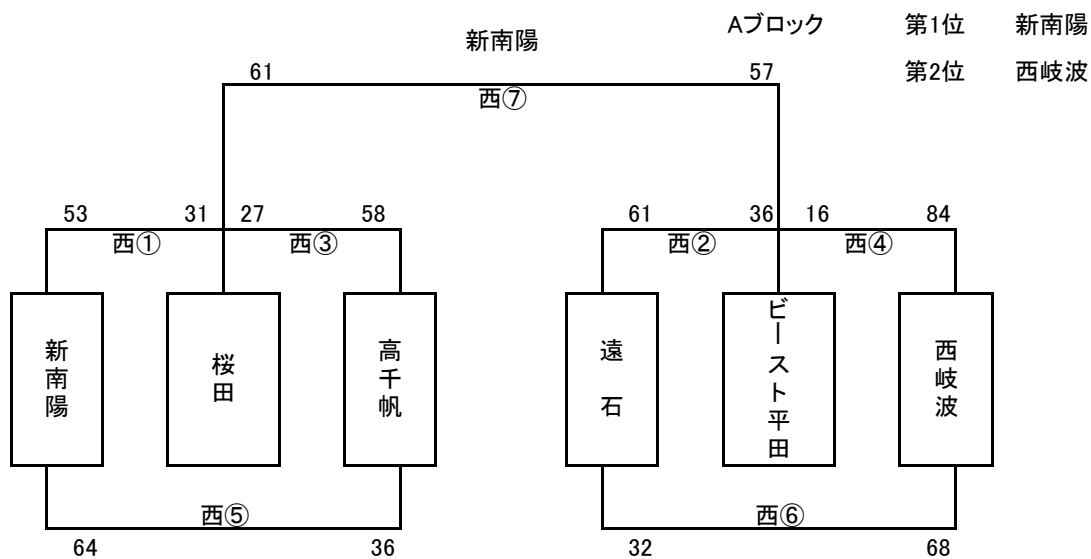 新南陽 Aブロック 第1位 新南陽
第2位 西岐波
61 57
西⑦
53 31 27 58 61 36 16 84
西① 西③ 西② 西④
新南陽
桜田
高千帆
遠石
ビースト平田
西岐波
西⑤ 西⑥
64 36 32 68